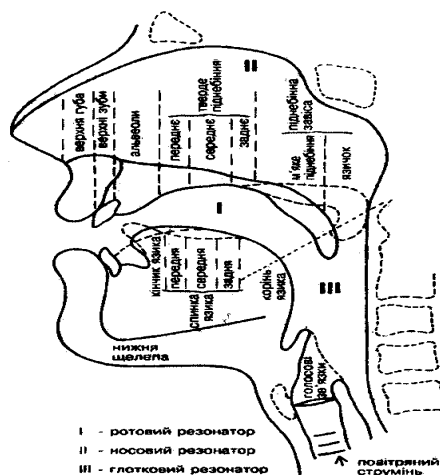 II
верхня губа
верхні зуби
альвеоли
тверде
піднебіння
переднє
середнє
заднє
піднебінна
завіса
м'яке
піднебіння
язичок
I
кінчик язика
передня
середня
задня
спинка
язика
корінь
язика
III
нижня
щелепа
голосові
зв'язки
I - ротовий резонатор
II - носовий резонатор
III - глотковий резонатор
повітряний
струмінь